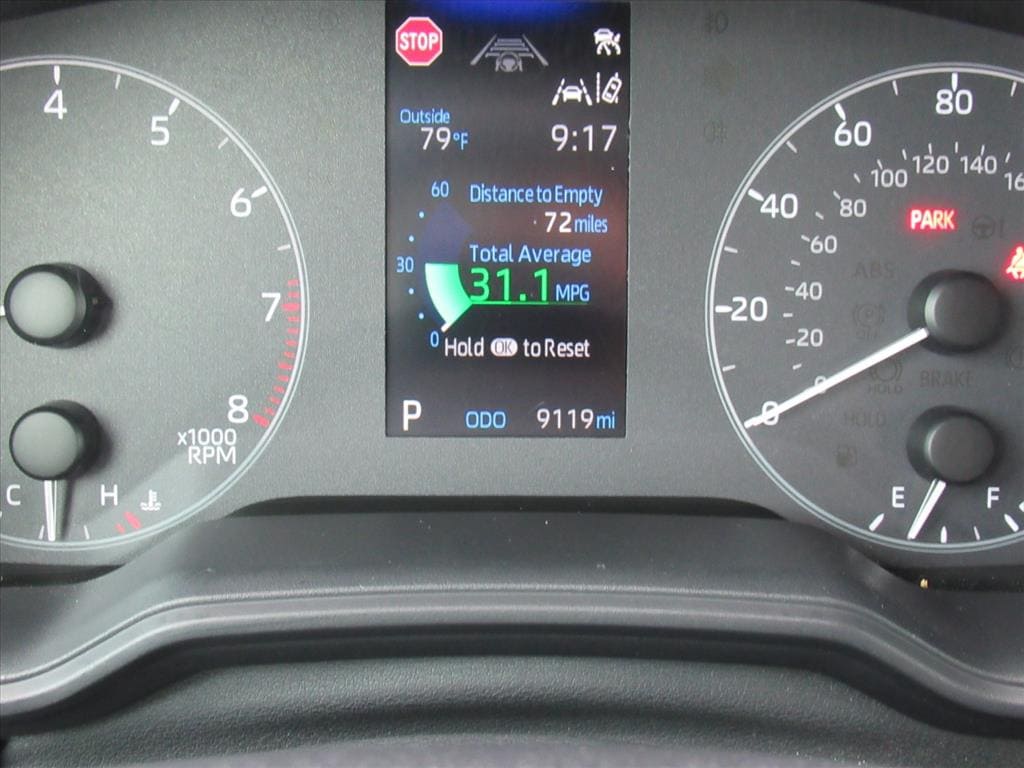 4
5
6
7
8
x1000
RPM
C H
STOP
Outside
79°F 9:17
60 Distance to Empty
72 miles
Total Average
30 31.1 MPG
0 Hold OK to Reset
P ODO 9119 mi
80
60
40
20
0
100 120 140
80
60
40
20
0
PARK
ABS
HOLD
BRAKE
HOLD
E F